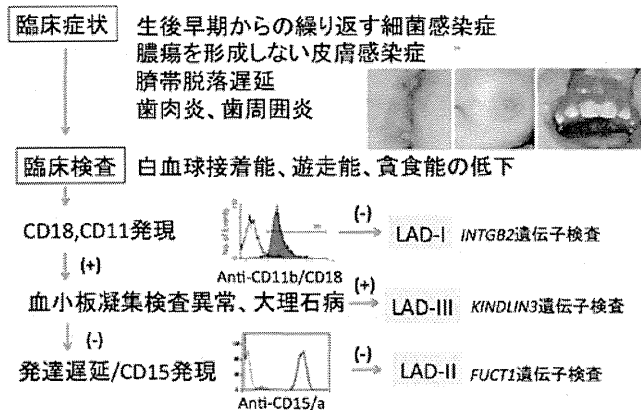 臨床症状 生後早期からの繰り返す細菌感染症
膿瘍を形成しない皮膚感染症
臍帯脱落遅延
歯肉炎、歯周囲炎
臨床検査 白血球接着能、遊走能、貪食能の低下
CD18,CD11発現 No. of Events (-) LAD-I INTGB2遺伝子検査
(+) Anti-CD11b/CD18
血小板凝集検査異常、大理石病 (+) LAD-III KINDLIN3遺伝子検査
(-)
発達遅延/CD15発現 (-) LAD-II FUCT1遺伝子検査
Anti-CD15/a